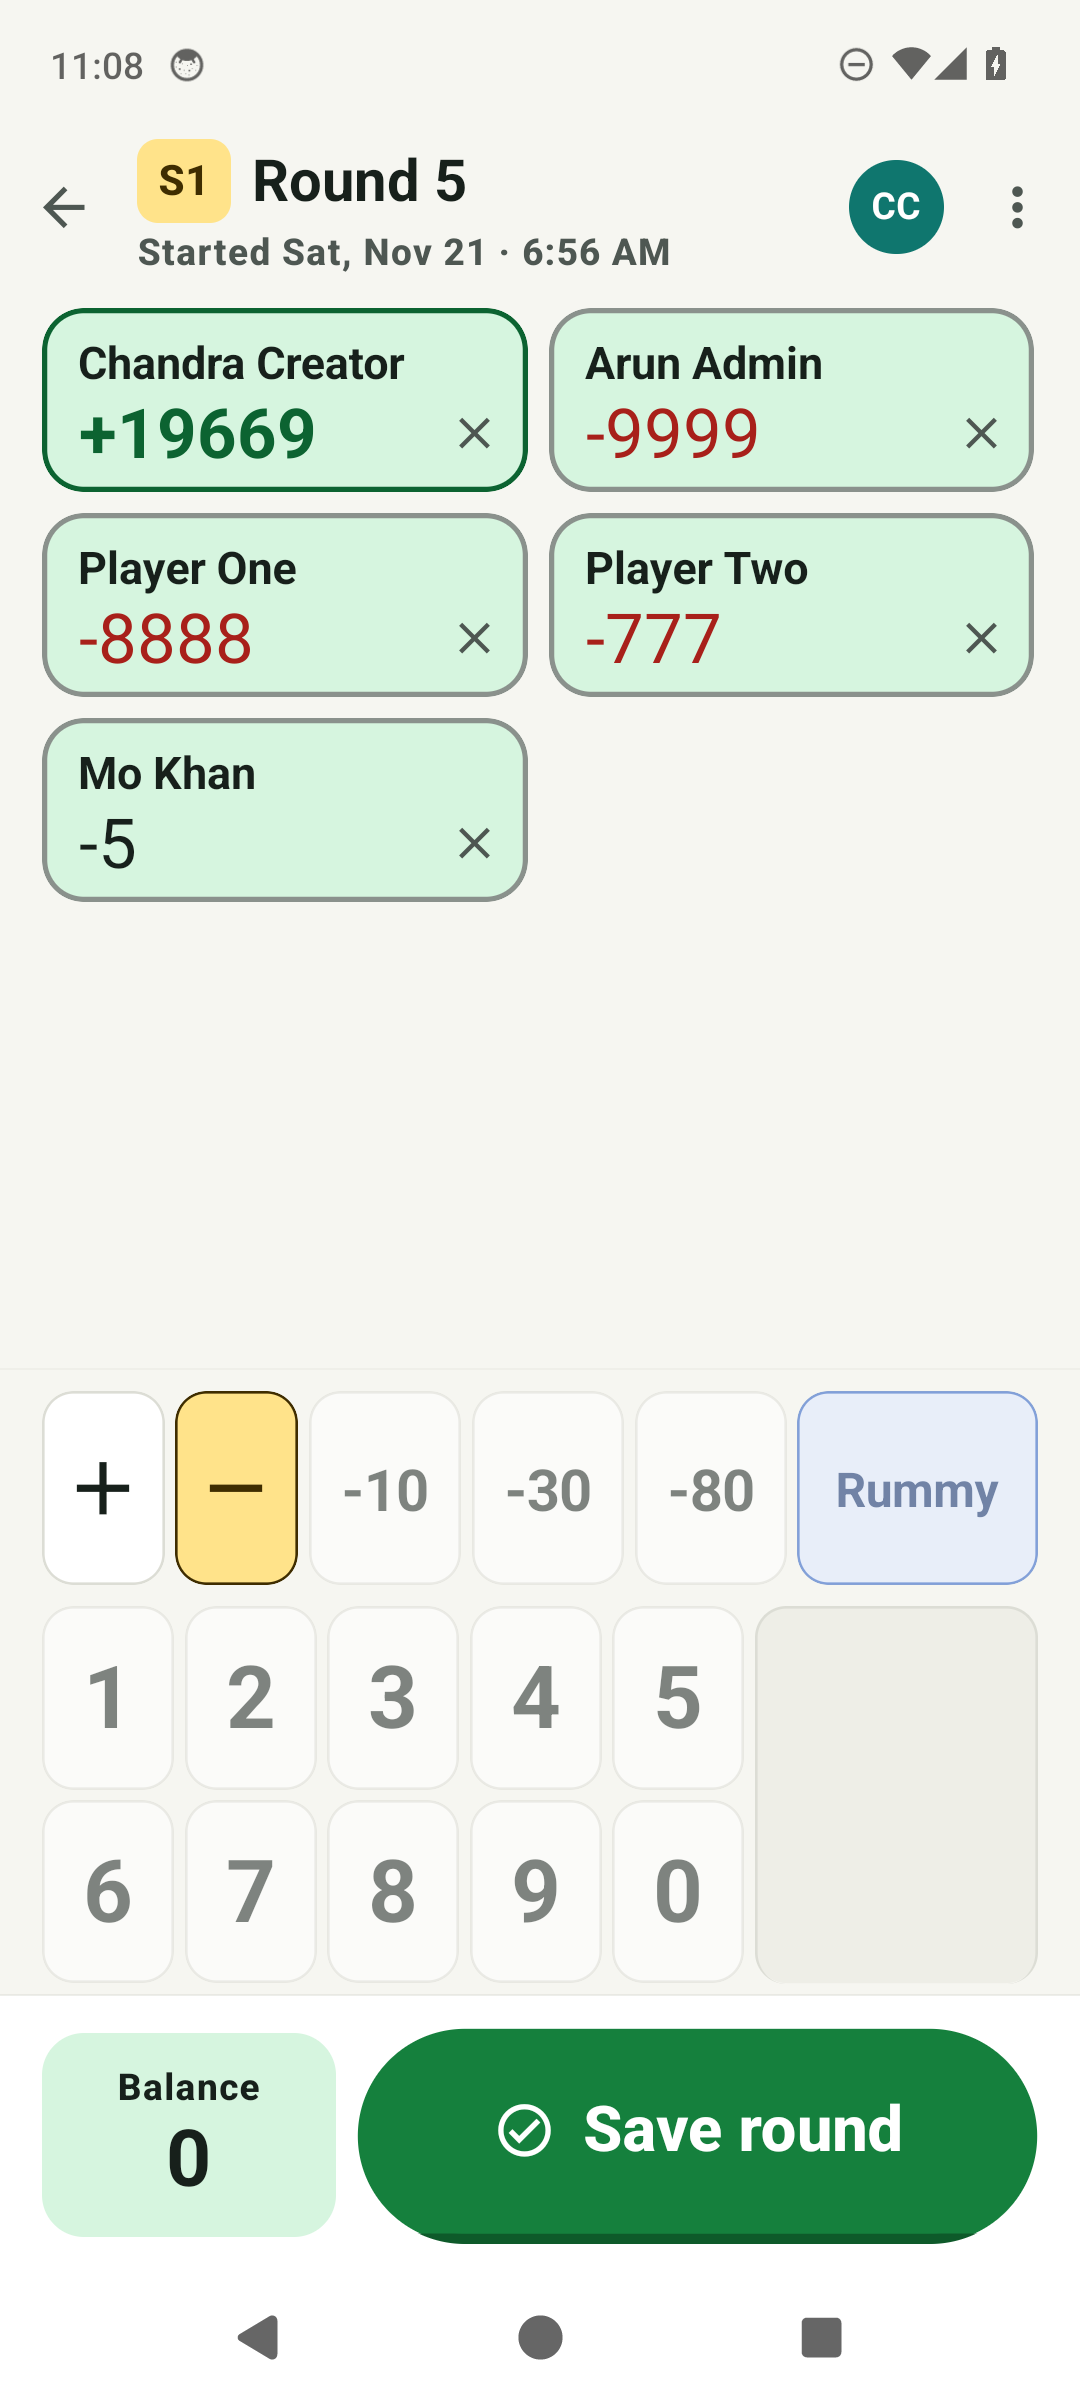 11:08
S1 Round 5
CC
Started Sat, Nov 21 · 6:56 AM
Chandra Creator
+19669
Arun Admin
-9999
Player One
-8888
Player Two
-777
Mo Khan
-5
+ − -10 -30 -80 Rummy
1 2 3 4 5
6 7 8 9 0
Balance
0
Save round